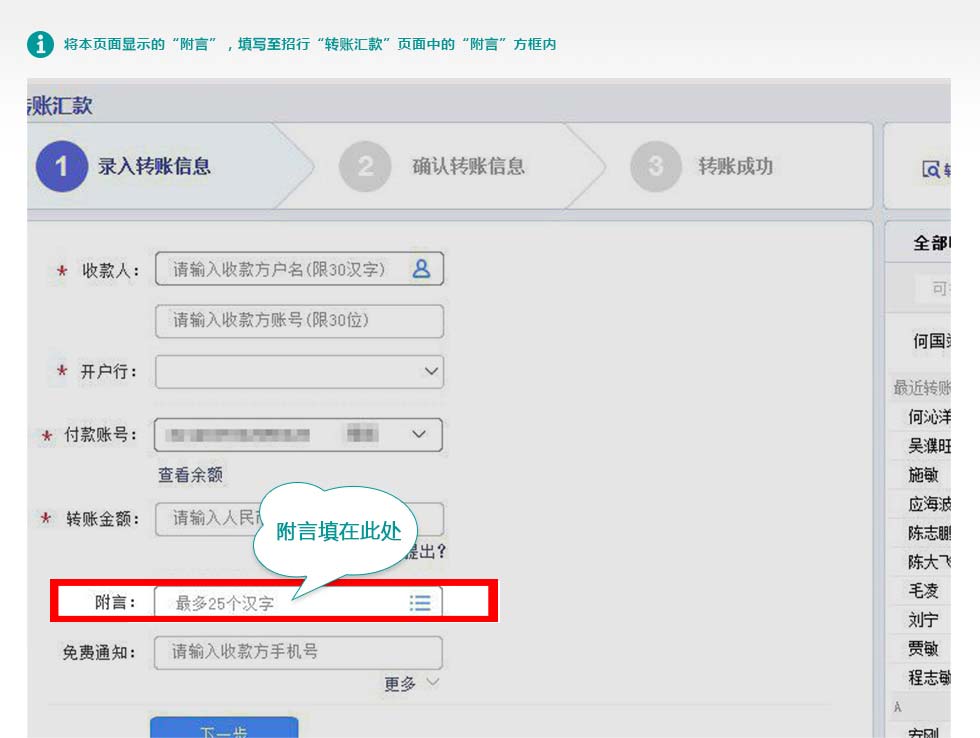 将本页面显示的“附言”，填写至招行“转账汇款”页面中的“附言”方框内
账汇款
1 录入转账信息
2 确认转账信息
3 转账成功
* 收款人： 请输入收款方户名(限30汉字)
请输入收款方账号(限30位)
* 开户行：
* 付款账号：
查看余额
* 转账金额： 请输入人民
附言填在此处
提出？
附言： 最多25个汉字
免费通知： 请输入收款方手机号
更多
下一步
全部
可
何国
最近转账
何沁洋
吴濮旺
施敏
应海波
陈志鹏
陈大飞
毛凌
刘宁
贾敏
程志敏
A
安刚